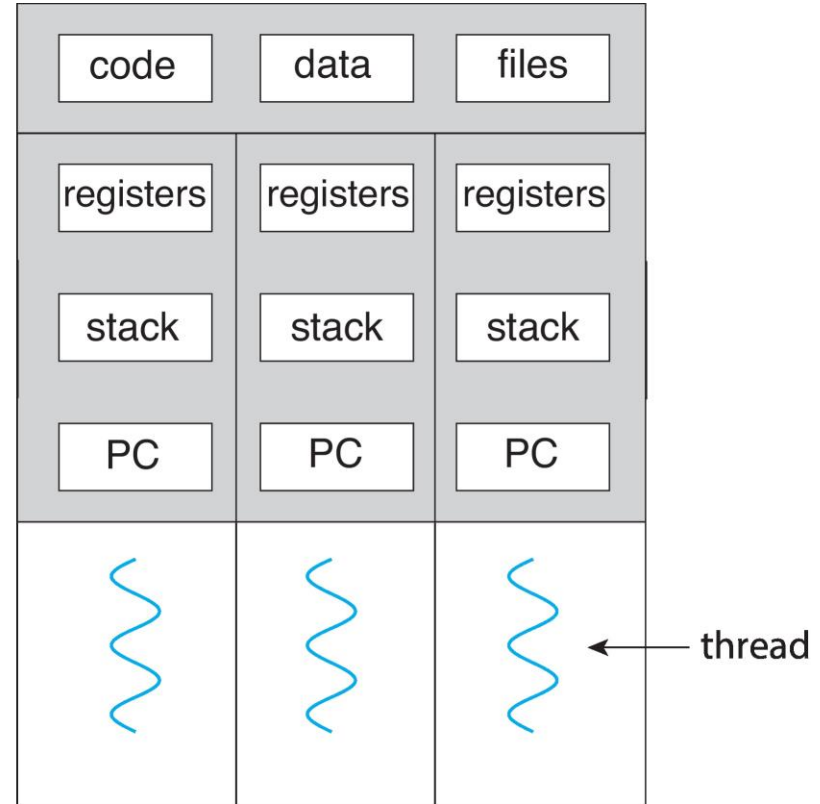 code data files
registers registers registers
stack stack stack
PC PC PC
thread